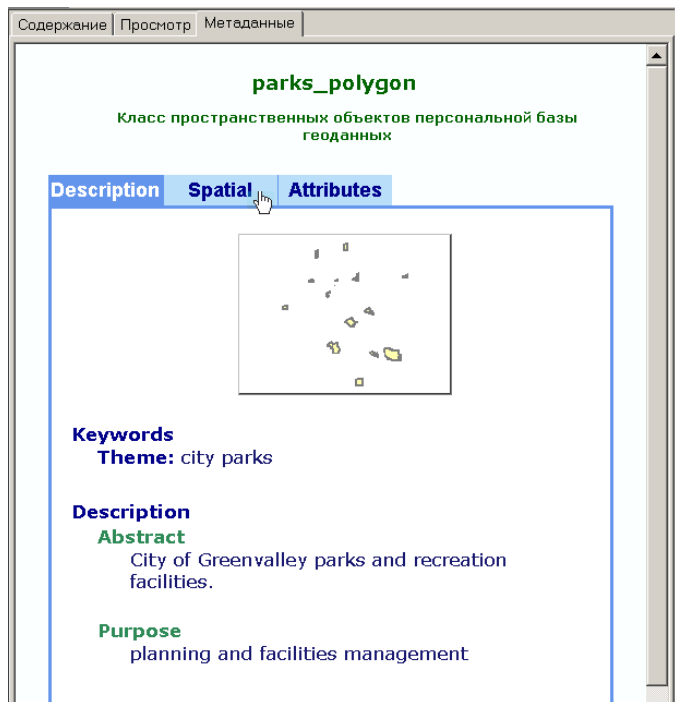 Содержание Просмотр Метаданные
parks_polygon
Класс пространственных объектов персональной базы
геоданных
Description Spatial Attributes
Keywords
Theme: city parks
Description
Abstract
City of Greenvalley parks and recreation
facilities.
Purpose
planning and facilities management